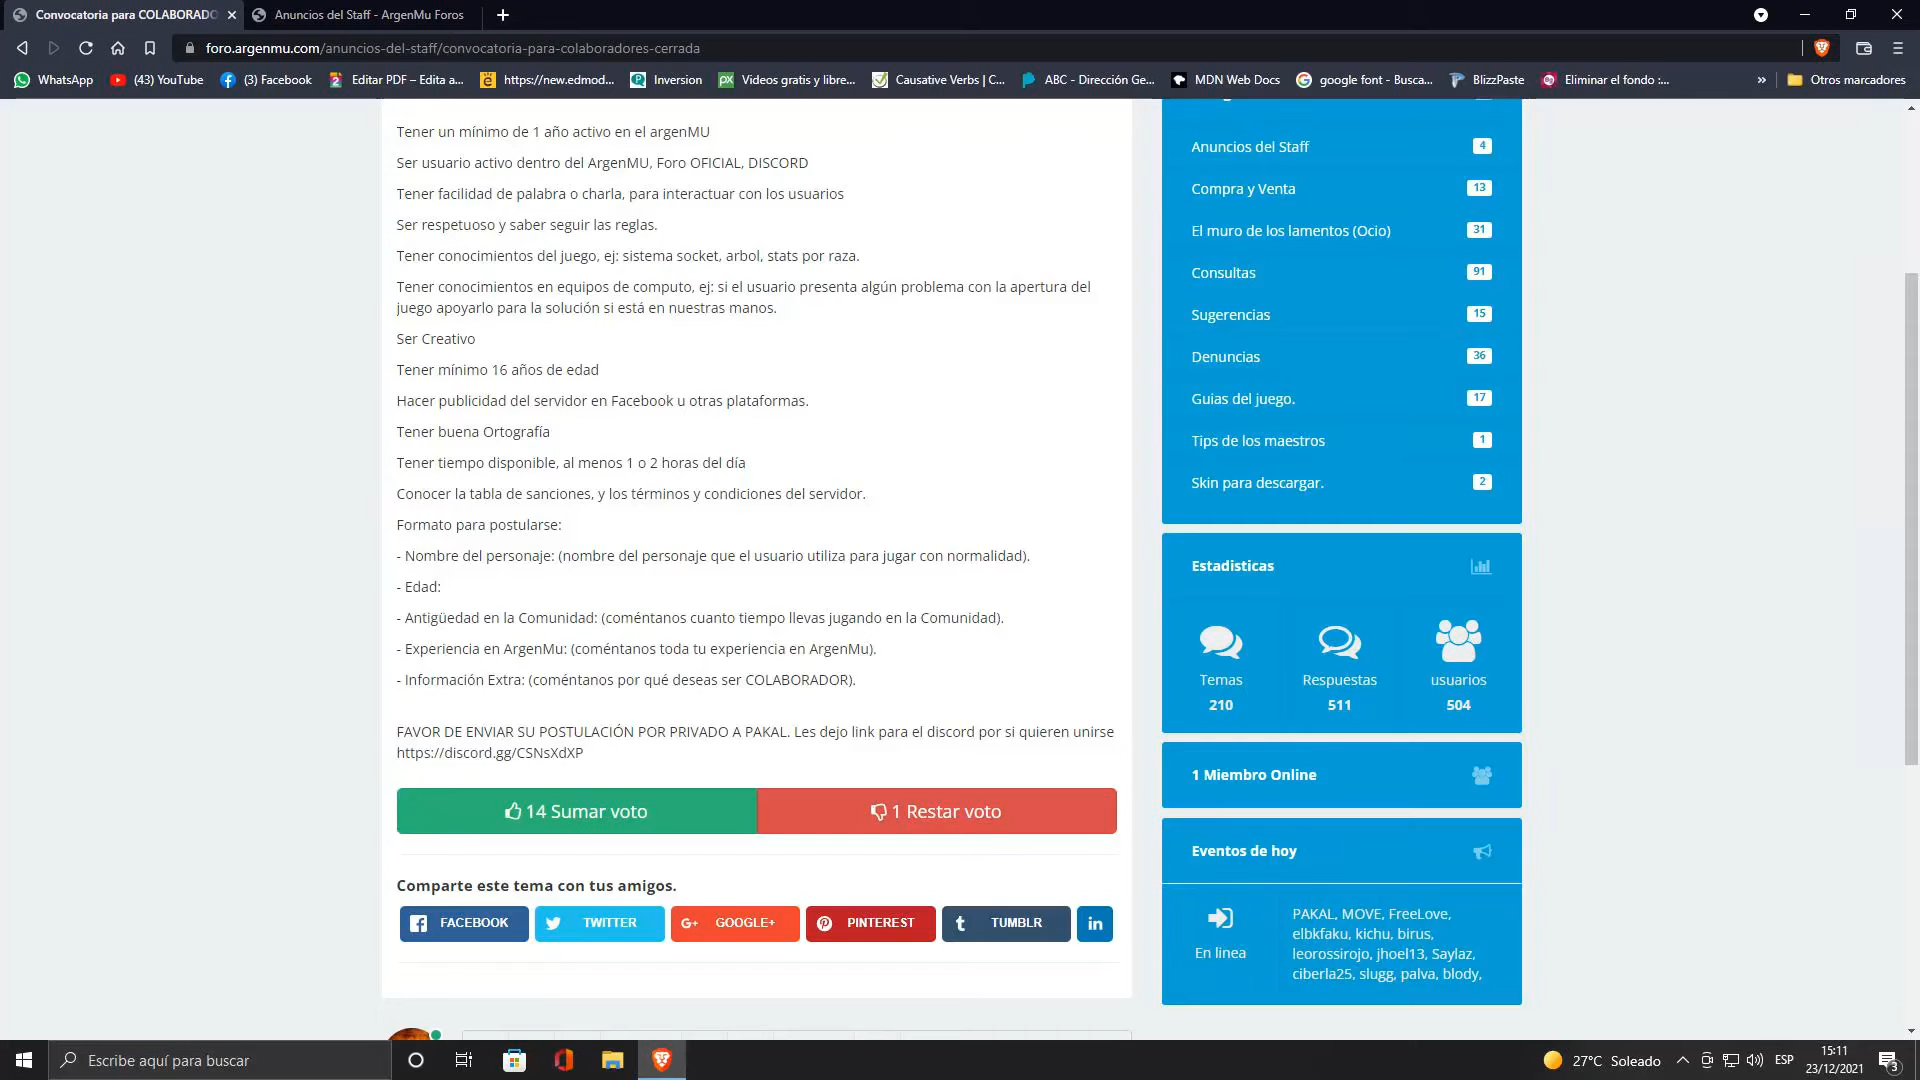 Convocatoria para COLABORADO
Anuncios del Staff - ArgenMu Foros
foro.argenmu.com/anuncios-del-staff/convocatoria-para-colaboradores-cerrada
WhatsApp
(43) YouTube
(3) Facebook
Editar PDF – Edita a...
https://new.edmod...
Inversion
Videos gratis y libre...
Causative Verbs | C...
ABC - Dirección Ge...
MDN Web Docs
google font - Busca...
BlizzPaste
Eliminar el fondo :...
»
Otros marcadores
Tener un mínimo de 1 año activo en el argenMU
Ser usuario activo dentro del ArgenMU, Foro OFICIAL, DISCORD
Tener facilidad de palabra o charla, para interactuar con los usuarios
Ser respetuoso y saber seguir las reglas.
Tener conocimientos del juego, ej: sistema socket, arbol, stats por raza.
Tener conocimientos en equipos de computo, ej: si el usuario presenta algún problema con la apertura del
juego apoyarlo para la solución si está en nuestras manos.
Ser Creativo
Tener mínimo 16 años de edad
Hacer publicidad del servidor en Facebook u otras plataformas.
Tener buena Ortografía
Tener tiempo disponible, al menos 1 o 2 horas del día
Conocer la tabla de sanciones, y los términos y condiciones del servidor.
Formato para postularse:
- Nombre del personaje: (nombre del personaje que el usuario utiliza para jugar con normalidad).
- Edad:
- Antigüedad en la Comunidad: (coméntanos cuanto tiempo llevas jugando en la Comunidad).
- Experiencia en ArgenMu: (coméntanos toda tu experiencia en ArgenMu).
- Información Extra: (coméntanos por qué deseas ser COLABORADOR).
FAVOR DE ENVIAR SU POSTULACIÓN POR PRIVADO A PAKAL. Les dejo link para el discord por si quieren unirse
https://discord.gg/CSNsXdXP
14 Sumar voto
1 Restar voto
Comparte este tema con tus amigos.
FACEBOOK
TWITTER
GOOGLE+
PINTEREST
TUMBLR
in
Anuncios del Staff 4
Compra y Venta 13
El muro de los lamentos (Ocio) 31
Consultas 91
Sugerencias 15
Denuncias 36
Guias del juego. 17
Tips de los maestros 1
Skin para descargar. 2
Estadisticas
Temas
210
Respuestas
511
usuarios
504
1 Miembro Online
Eventos de hoy
En linea
PAKAL, MOVE, FreeLove,
elbkfaku, kichu, birus,
leorossirojo, jhoel13, Saylaz,
ciberla25, slugg, palva, blody,
Escribe aquí para buscar
27°C Soleado
ESP
15:11
23/12/2021
3